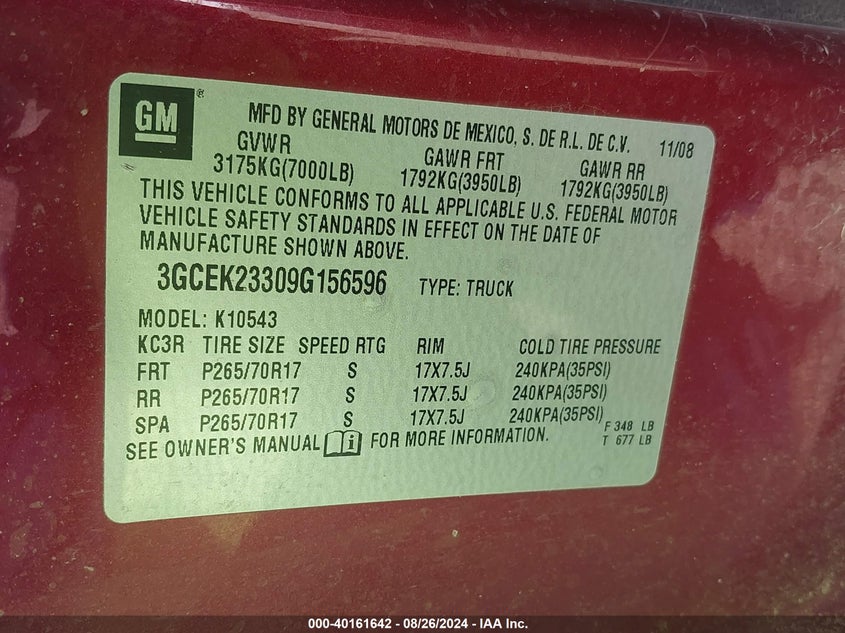 GM ®
MFD BY GENERAL MOTORS DE MEXICO, S. DE R.L. DE C.V. 11/08
GVWR GAWR FRT GAWR RR
3175KG(7000LB) 1792KG(3950LB) 1792KG(3950LB)
THIS VEHICLE CONFORMS TO ALL APPLICABLE U.S. FEDERAL MOTOR
VEHICLE SAFETY STANDARDS IN EFFECT ON THE DATE OF
MANUFACTURE SHOWN ABOVE.
3GCEK23309G156596 TYPE: TRUCK
MODEL: K10543
KC3R TIRE SIZE SPEED RTG RIM COLD TIRE PRESSURE
FRT P265/70R17 S 17X7.5J 240KPA(35PSI)
RR P265/70R17 S 17X7.5J 240KPA(35PSI)
SPA P265/70R17 S 17X7.5J 240KPA(35PSI)
F 348 LB
T 677 LB
SEE OWNER'S MANUAL i FOR MORE INFORMATION.
000-40161642 - 08/26/2024 - IAA Inc.